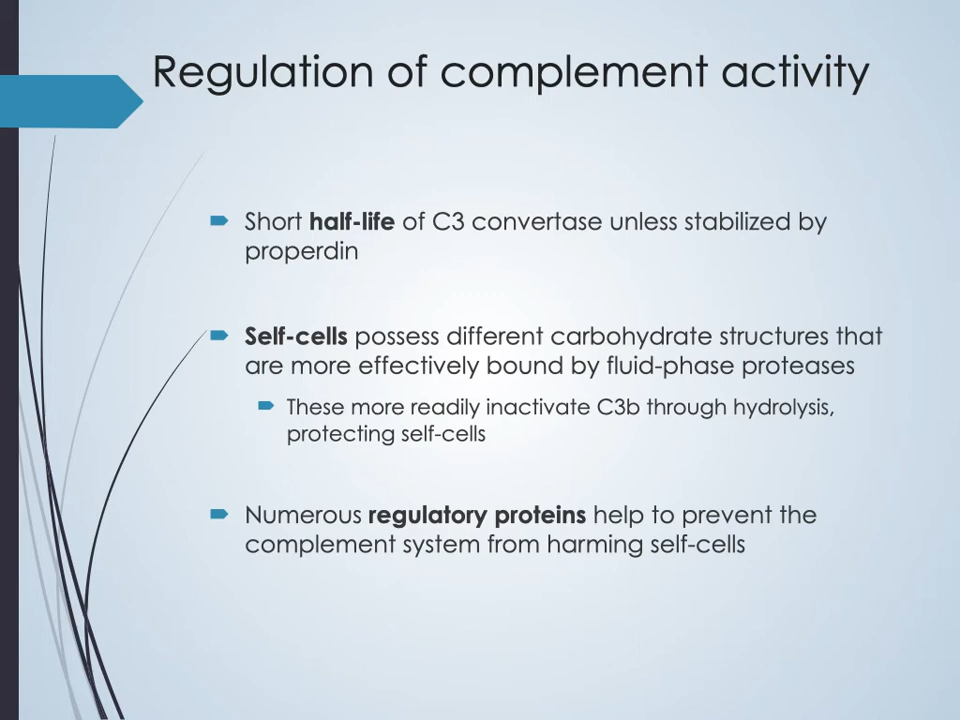 Regulation of complement activity
Short half-life of C3 convertase unless stabilized by
properdin
Self-cells possess different carbohydrate structures that
are more effectively bound by fluid-phase proteases
These more readily inactivate C3b through hydrolysis,
protecting self-cells
Numerous regulatory proteins help to prevent the
complement system from harming self-cells